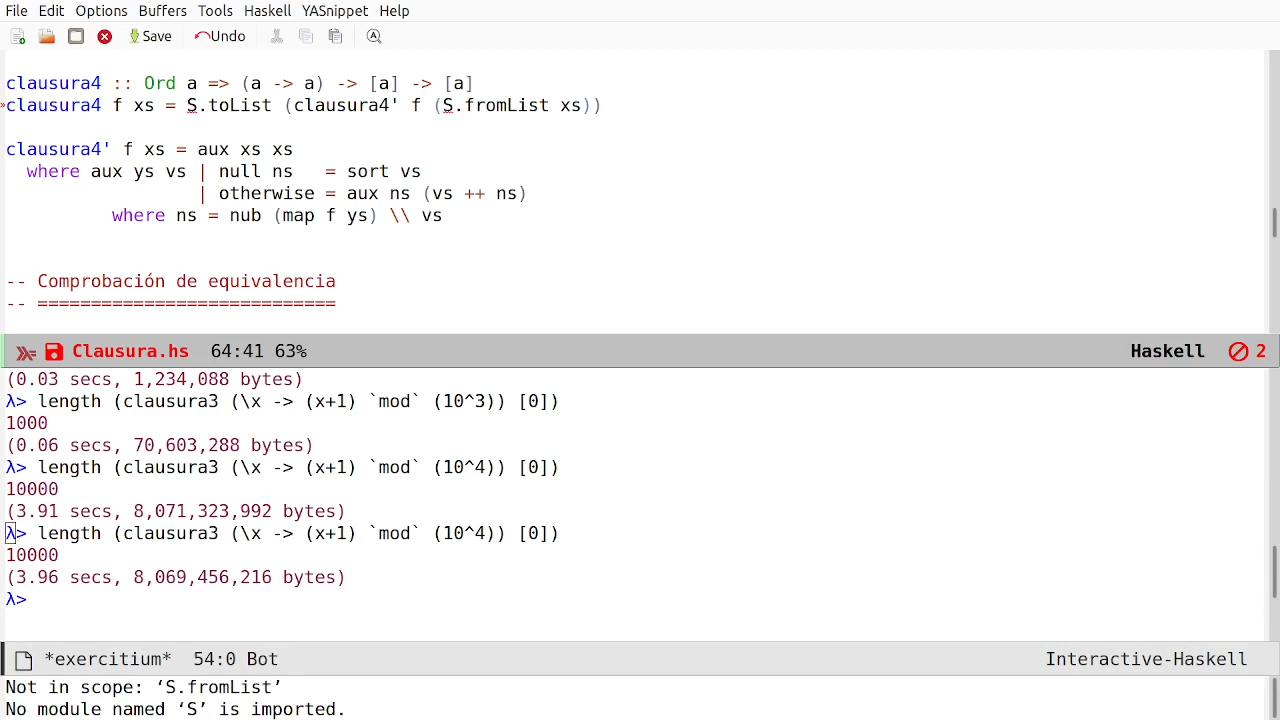 File Edit Options Buffers Tools Haskell YASnippet Help
Save Undo
clausura4 :: Ord a => (a -> a) -> [a] -> [a]
clausura4 f xs = S.toList (clausura4' f (S.fromList xs))
clausura4' f xs = aux xs xs
  where aux ys vs | null ns   = sort vs
                  | otherwise = aux ns (vs ++ ns)
          where ns = nub (map f ys) \\ vs
-- Comprobación de equivalencia
-- ============================
Clausura.hs 64:41 63% Haskell 2
(0.03 secs, 1,234,088 bytes)
λ> length (clausura3 (\x -> (x+1) `mod` (10^3)) [0])
1000
(0.06 secs, 70,603,288 bytes)
λ> length (clausura3 (\x -> (x+1) `mod` (10^4)) [0])
10000
(3.91 secs, 8,071,323,992 bytes)
λ> length (clausura3 (\x -> (x+1) `mod` (10^4)) [0])
10000
(3.96 secs, 8,069,456,216 bytes)
λ>
*exercitium* 54:0 Bot Interactive-Haskell
Not in scope: ‘S.fromList’
No module named ‘S’ is imported.